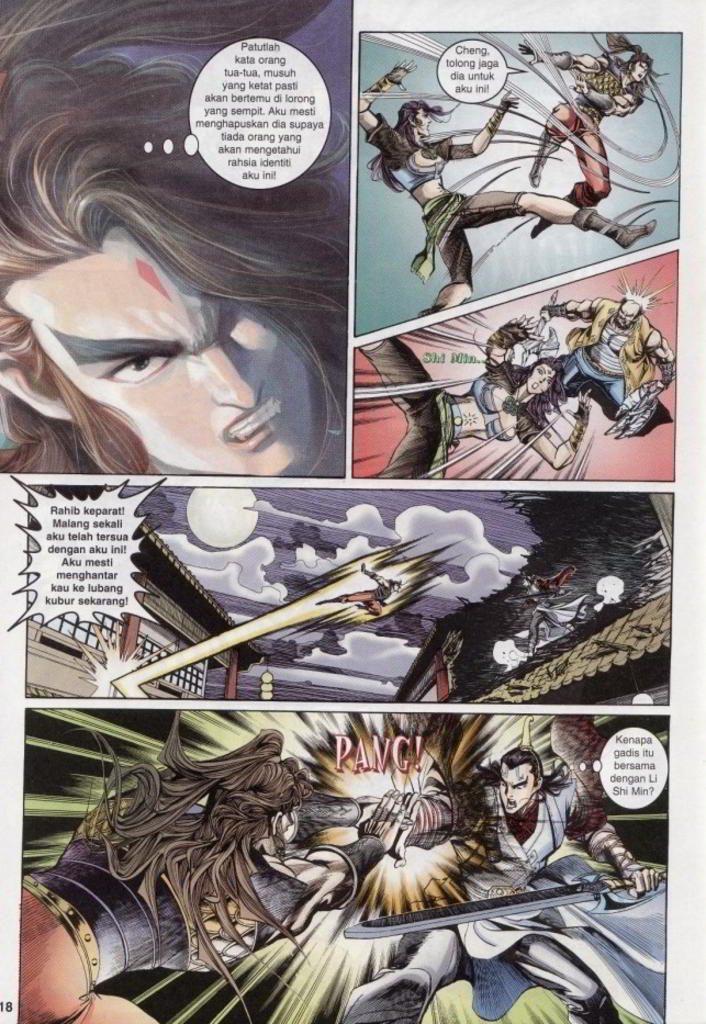 Patutlah
kata orang
tua-tua, musuh
yang ketat pasti
akan bertemu di lorong
yang sempit. Aku mesti
menghapuskan dia supaya
tiada orang yang
akan mengetahui
rahsia identiti
aku ini!
Cheng,
tolong jaga
dia untuk
aku ini!
Shi Min..
Rahib keparat!
Malang sekali
aku telah tersua
dengan aku ini!
Aku mesti
menghantar
kau ke lubang
kubur sekarang!
PANG!
Kenapa
gadis itu
bersama
dengan Li
Shi Min?
18